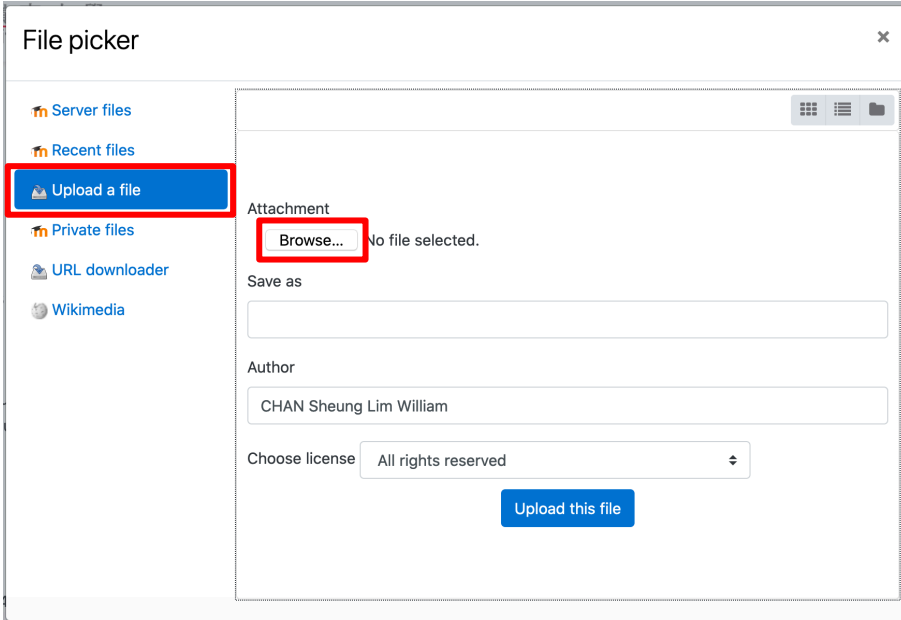 File picker
×
Server files
Recent files
Upload a file
Private files
URL downloader
Wikimedia
Attachment
Browse... No file selected.
Save as
Author
CHAN Sheung Lim William
Choose license All rights reserved
Upload this file